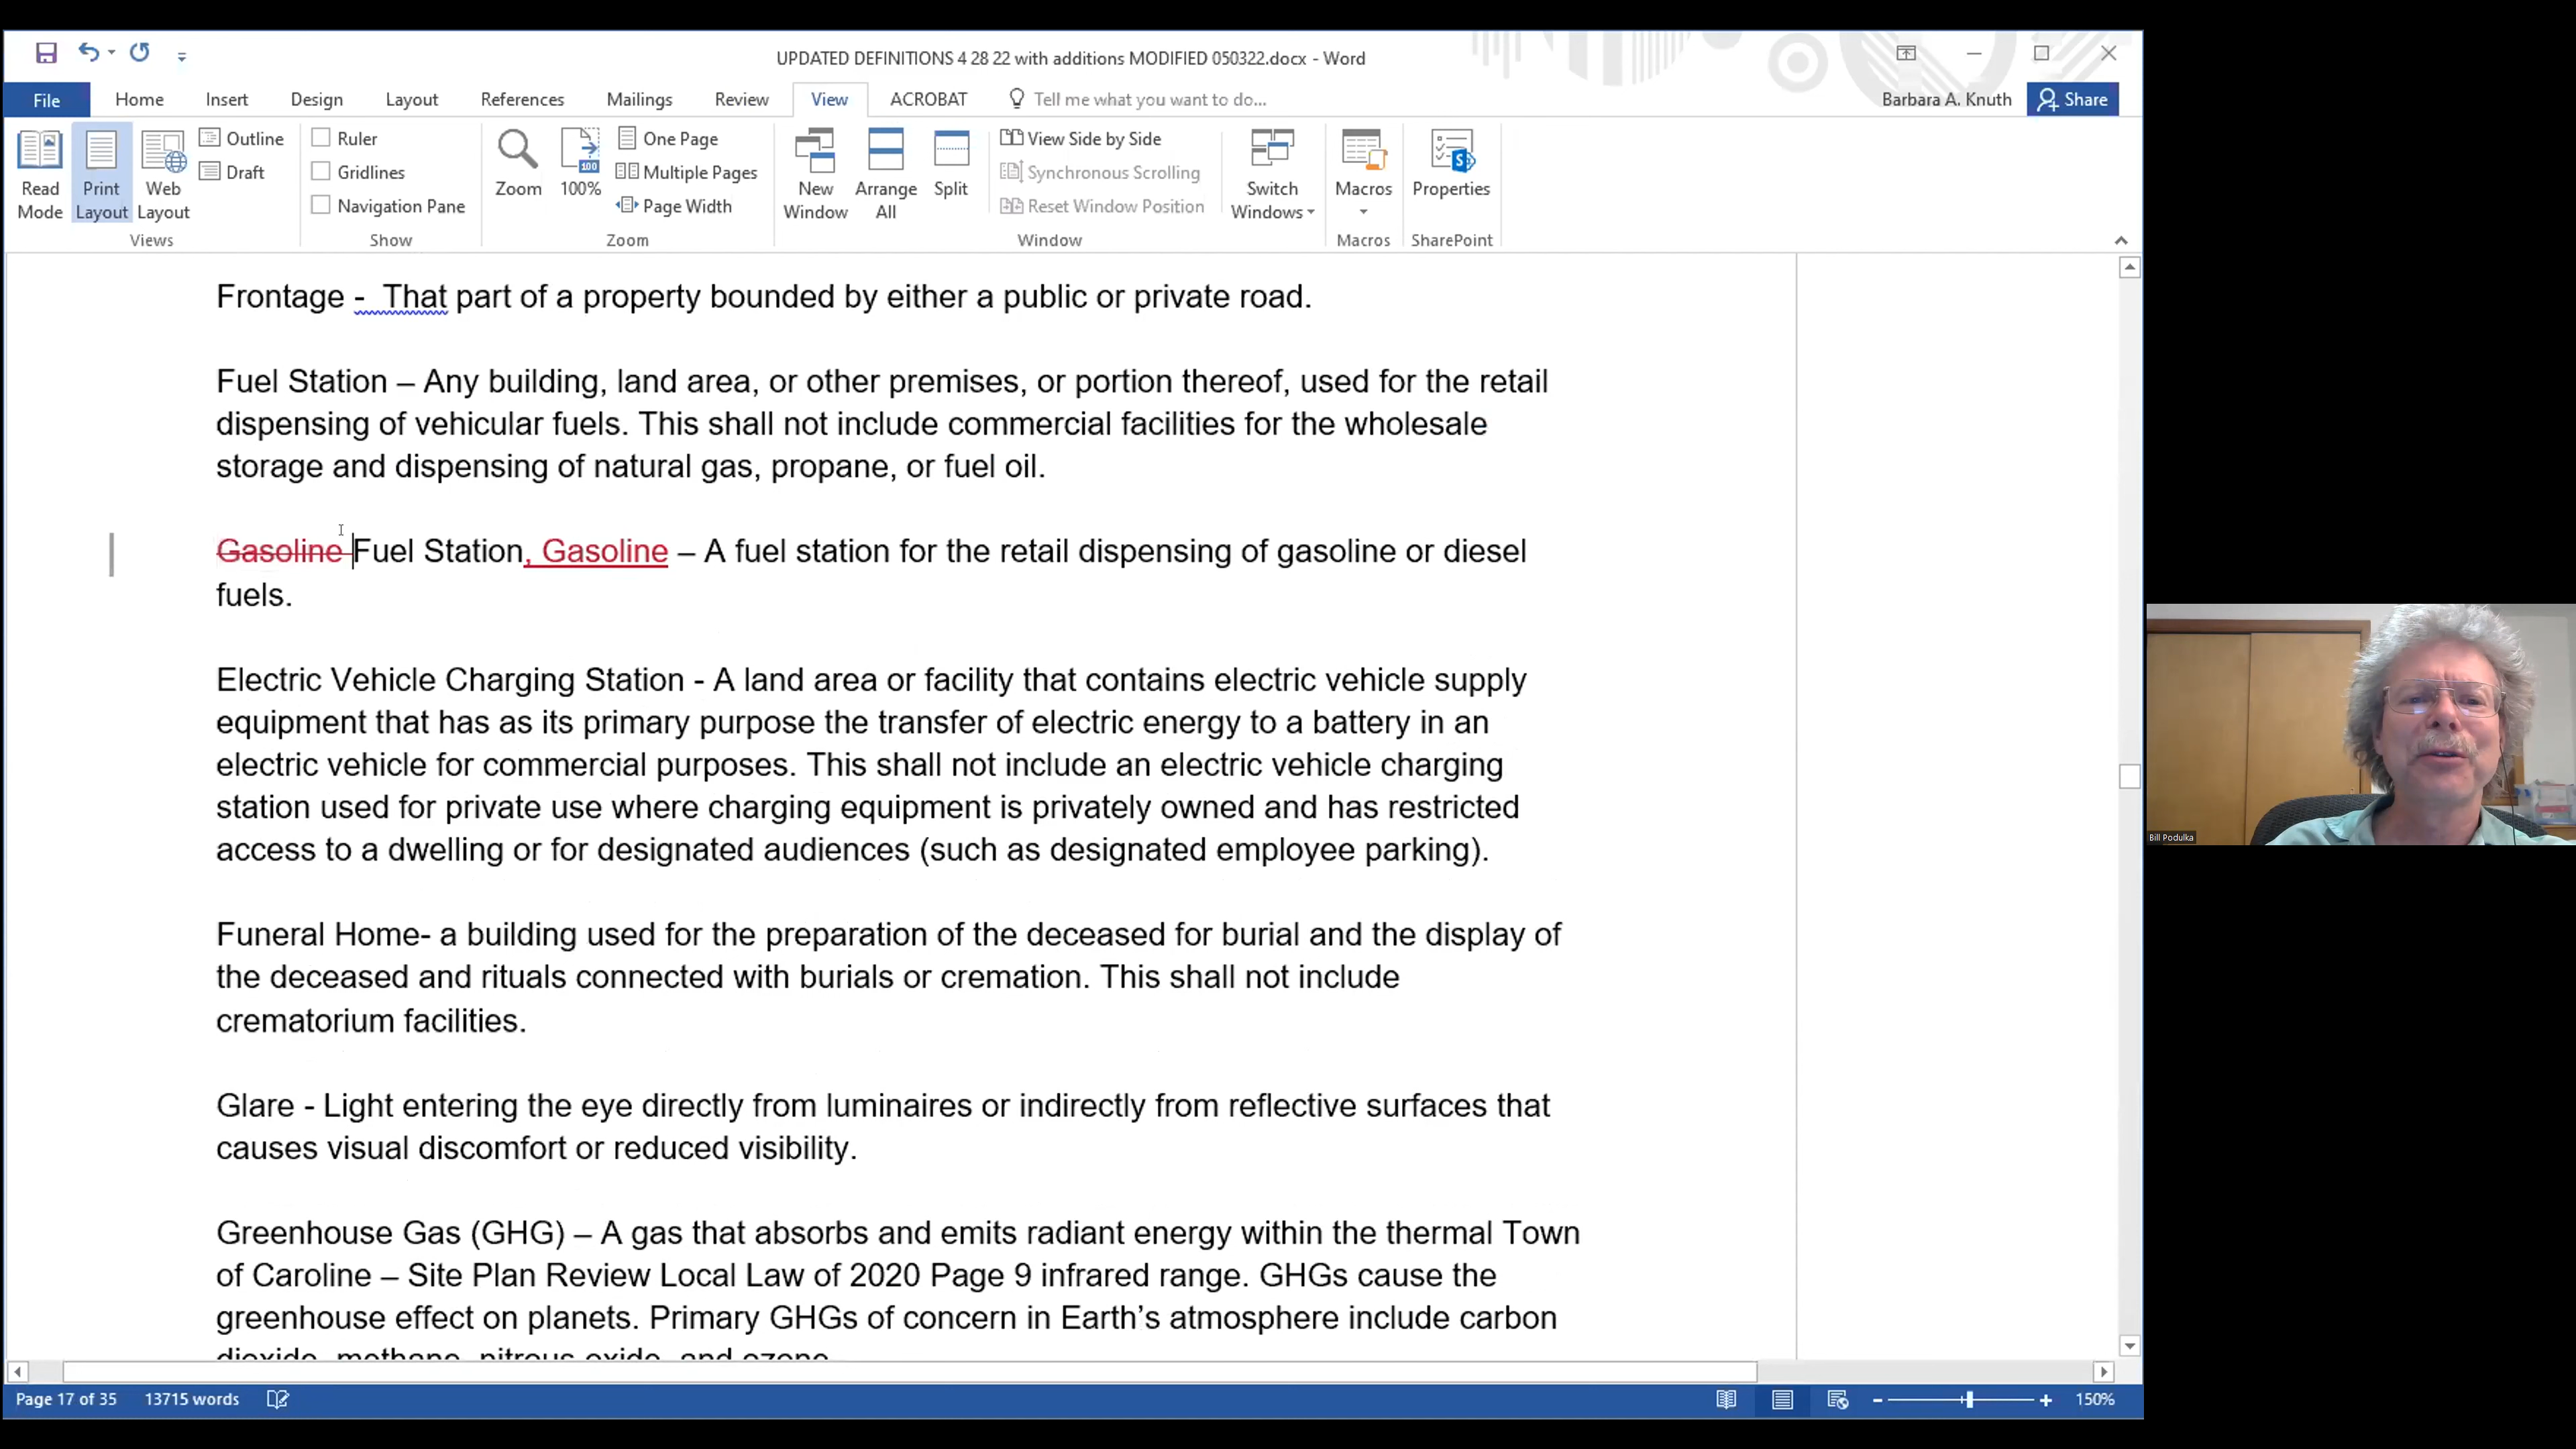 UPDATED DEFINITIONS 4 28 22 with additions MODIFIED 050322.docx - Word
File Home Insert Design Layout References Mailings Review View ACROBAT Tell me what you want to do... Barbara A. Knuth Share
Read Mode
Print Layout
Web Layout
Outline
Draft
Views
Ruler
Gridlines
Navigation Pane
Show
Zoom
100
100%
One Page
Multiple Pages
Page Width
Zoom
New Window
Arrange All
Split
View Side by Side
Synchronous Scrolling
Reset Window Position
Window
Switch Windows
Macros
Macros
S
Properties
SharePoint
Frontage -  That part of a property bounded by either a public or private road.
Fuel Station – Any building, land area, or other premises, or portion thereof, used for the retail
dispensing of vehicular fuels. This shall not include commercial facilities for the wholesale
storage and dispensing of natural gas, propane, or fuel oil.
Gasoline Fuel Station, Gasoline – A fuel station for the retail dispensing of gasoline or diesel
fuels.
Electric Vehicle Charging Station - A land area or facility that contains electric vehicle supply
equipment that has as its primary purpose the transfer of electric energy to a battery in an
electric vehicle for commercial purposes. This shall not include an electric vehicle charging
station used for private use where charging equipment is privately owned and has restricted
access to a dwelling or for designated audiences (such as designated employee parking).
Funeral Home- a building used for the preparation of the deceased for burial and the display of
the deceased and rituals connected with burials or cremation. This shall not include
crematorium facilities.
Glare - Light entering the eye directly from luminaires or indirectly from reflective surfaces that
causes visual discomfort or reduced visibility.
Greenhouse Gas (GHG) – A gas that absorbs and emits radiant energy within the thermal Town
of Caroline – Site Plan Review Local Law of 2020 Page 9 infrared range. GHGs cause the
greenhouse effect on planets. Primary GHGs of concern in Earth's atmosphere include carbon
dioxide, methane, nitrous oxide, and ozone
Page 17 of 35 13715 words 150%
Bill Podulka